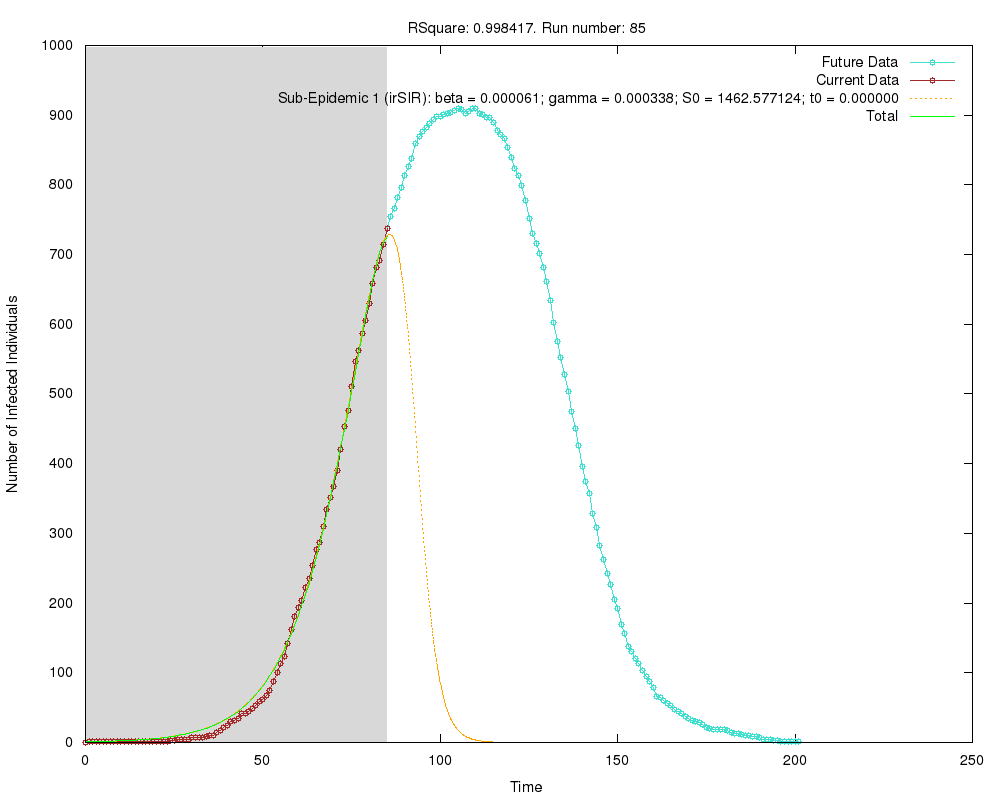 RSquare: 0.998417. Run number: 85
1000
900
800
700
600
500
400
300
200
100
0
Number of Infected Individuals
Future Data
Current Data
Sub-Epidemic 1 (irSIR): beta = 0.000061; gamma = 0.000338; S0 = 1462.577124; t0 = 0.000000
Total
0 50 100 150 200 250
Time